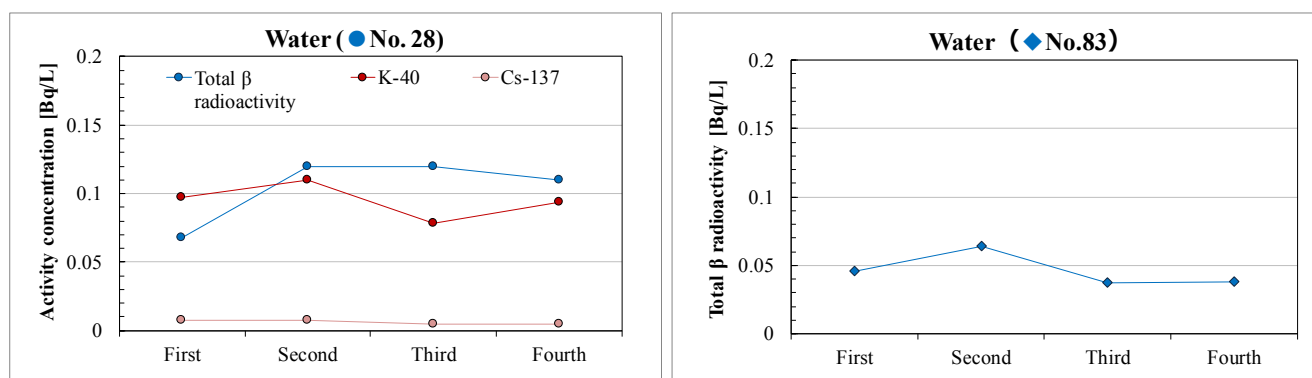 Water (●No. 28)
Total β
radioactivity
K-40
Cs-137
Activity concentration [Bq/L]
0.2
0.15
0.1
0.05
0
First Second Third Fourth
Water（◆No.83）
Total β radioactivity [Bq/L]
0.2
0.15
0.1
0.05
0
First Second Third Fourth